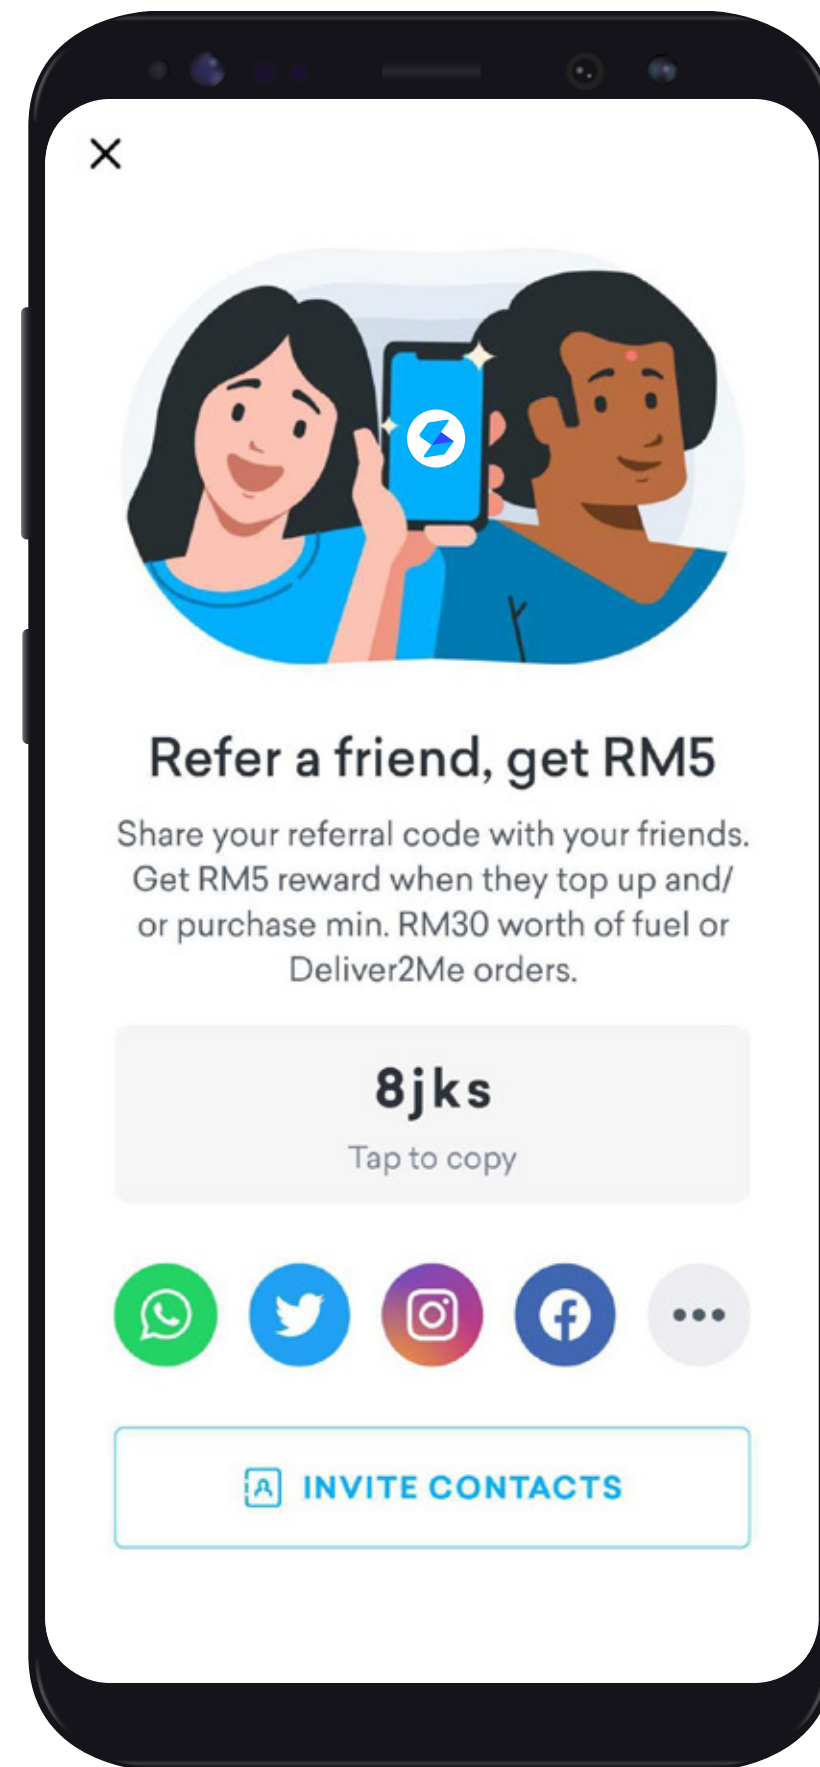 Refer a friend, get RM5
Share your referral code with your friends.
Get RM5 reward when they top up and/
or purchase min. RM30 worth of fuel or
Deliver2Me orders.
8jks
Tap to copy
INVITE CONTACTS